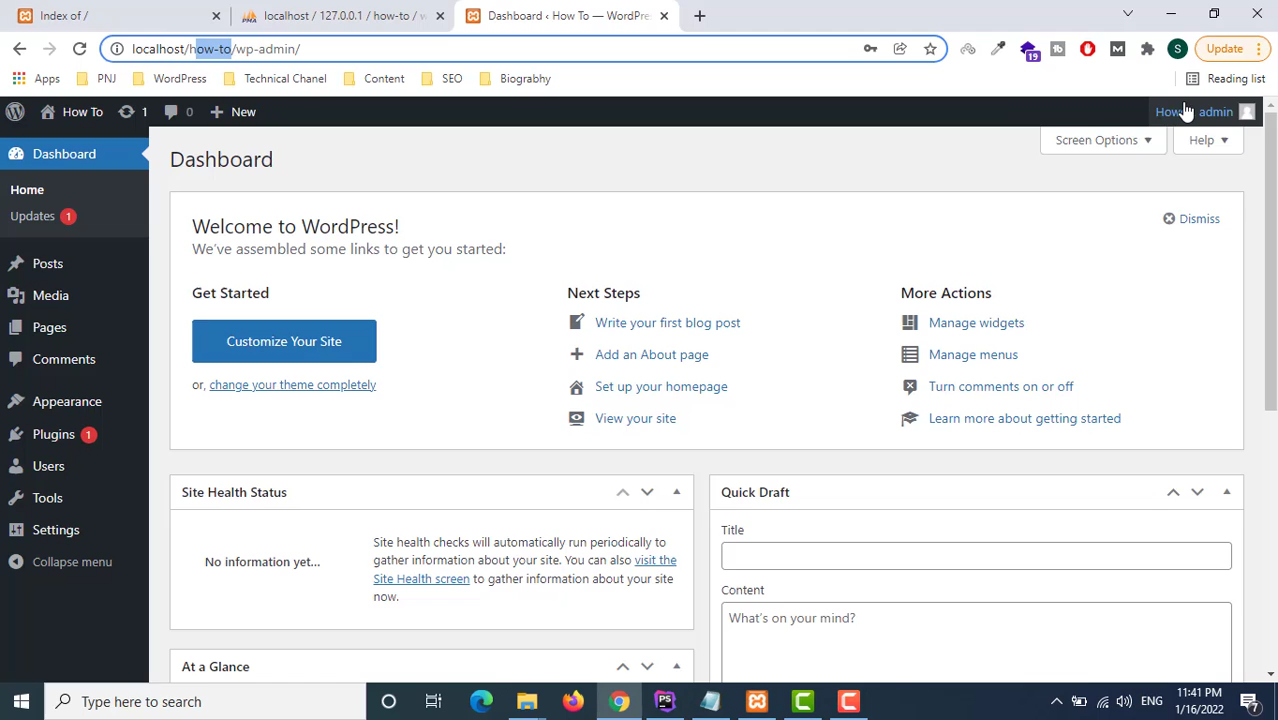 Index of /
localhost / 127.0.0.1 / how-to / w
Dashboard ‹ How To — WordPre
localhost/how-to/wp-admin/
19
S
Update
Apps
PNJ
WordPress
Technical Chanel
Content
SEO
Biograbhy
Reading list
How To
1
0
New
How
admin
Dashboard
Home
Updates 1
Posts
Media
Pages
Comments
Appearance
Plugins 1
Users
Tools
Settings
Collapse menu
Dashboard
Screen Options
Help
Welcome to WordPress!
We've assembled some links to get you started:
Dismiss
Get Started
Customize Your Site
or, change your theme completely
Next Steps
Write your first blog post
Add an About page
Set up your homepage
View your site
More Actions
Manage widgets
Manage menus
Turn comments on or off
Learn more about getting started
Site Health Status
No information yet...
Site health checks will automatically run periodically to
gather information about your site. You can also visit the
Site Health screen to gather information about your site
now.
At a Glance
Quick Draft
Title
Content
What's on your mind?
Type here to search
PS
ENG
11:41 PM
1/16/2022
7